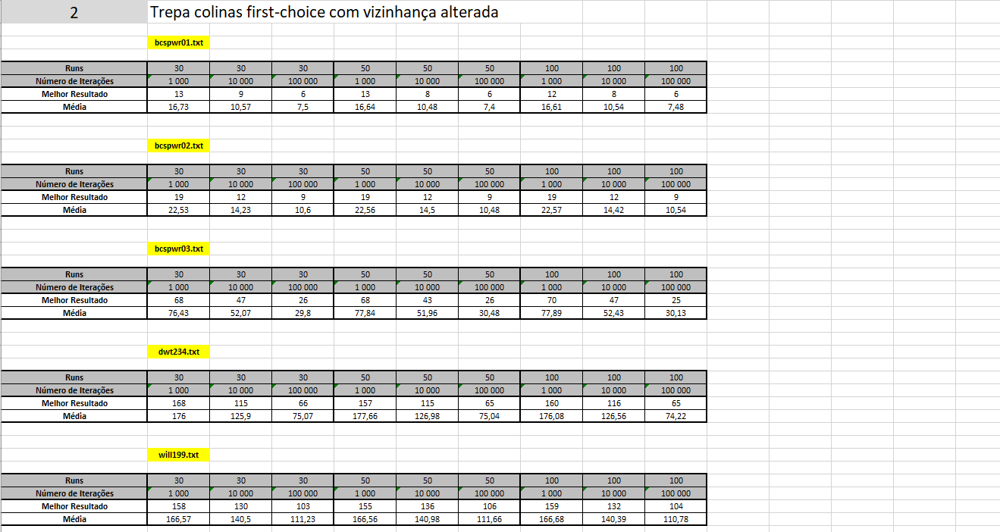 2 Trepa colinas first-choice com vizinhança alterada
bcspwr01.txt
Runs 30 30 30 50 50 50 100 100 100
Número de Iterações 1 000 10 000 100 000 1 000 10 000 100 000 1 000 10 000 100 000
Melhor Resultado 13 9 6 13 8 6 12 8 6
Média 16,73 10,57 7,5 16,64 10,48 7,4 16,61 10,54 7,48
bcspwr02.txt
Runs 30 30 30 50 50 50 100 100 100
Número de Iterações 1 000 10 000 100 000 1 000 10 000 100 000 1 000 10 000 100 000
Melhor Resultado 19 12 9 19 12 9 19 12 9
Média 22,53 14,23 10,6 22,56 14,5 10,48 22,57 14,42 10,54
bcspwr03.txt
Runs 30 30 30 50 50 50 100 100 100
Número de Iterações 1 000 10 000 100 000 1 000 10 000 100 000 1 000 10 000 100 000
Melhor Resultado 68 47 26 68 43 26 70 47 25
Média 76,43 52,07 29,8 77,84 51,96 30,48 77,89 52,43 30,13
dwt234.txt
Runs 30 30 30 50 50 50 100 100 100
Número de Iterações 1 000 10 000 100 000 1 000 10 000 100 000 1 000 10 000 100 000
Melhor Resultado 168 115 66 157 115 65 160 116 65
Média 176 125,9 75,07 177,66 126,98 75,04 176,08 126,56 74,22
will199.txt
Runs 30 30 30 50 50 50 100 100 100
Número de Iterações 1 000 10 000 100 000 1 000 10 000 100 000 1 000 10 000 100 000
Melhor Resultado 158 130 103 155 136 106 159 132 104
Média 166,57 140,5 111,23 166,56 140,98 111,66 166,68 140,39 110,78